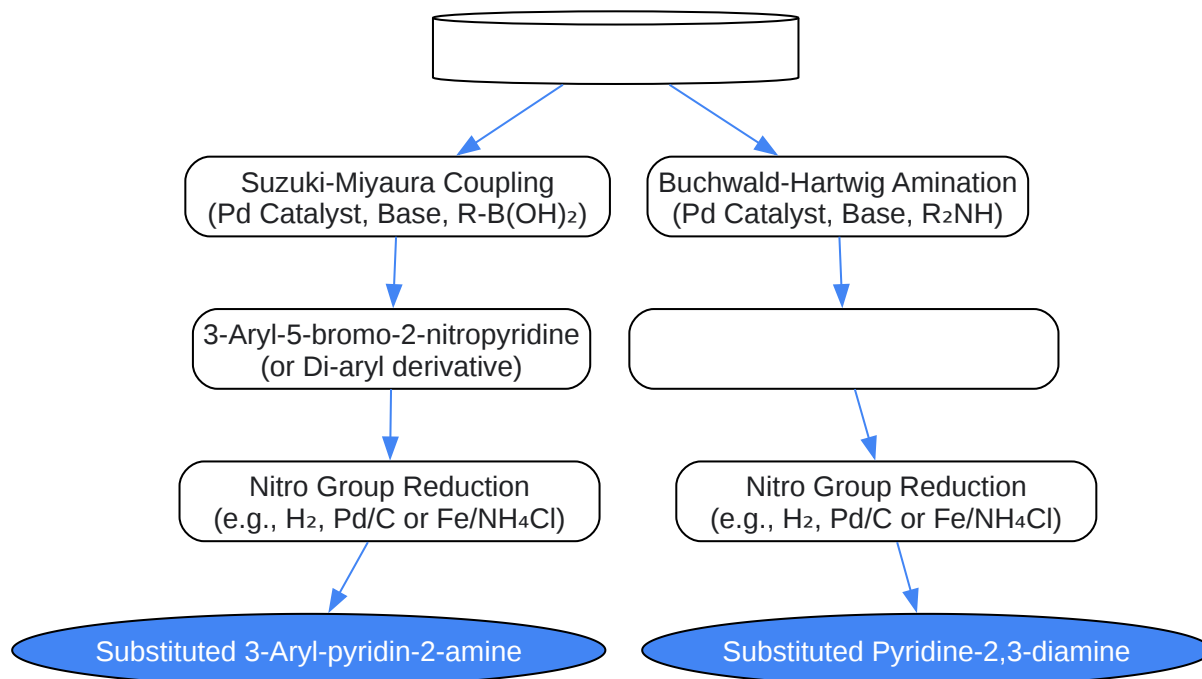 Suzuki-Miyaura Coupling
(Pd Catalyst, Base, R-B(OH)₂)
Buchwald-Hartwig Amination
(Pd Catalyst, Base, R₂NH)
3-Aryl-5-bromo-2-nitropyridine
(or Di-aryl derivative)
Nitro Group Reduction
(e.g., H₂, Pd/C or Fe/NH₄Cl)
Nitro Group Reduction
(e.g., H₂, Pd/C or Fe/NH₄Cl)
Substituted 3-Aryl-pyridin-2-amine
Substituted Pyridine-2,3-diamine